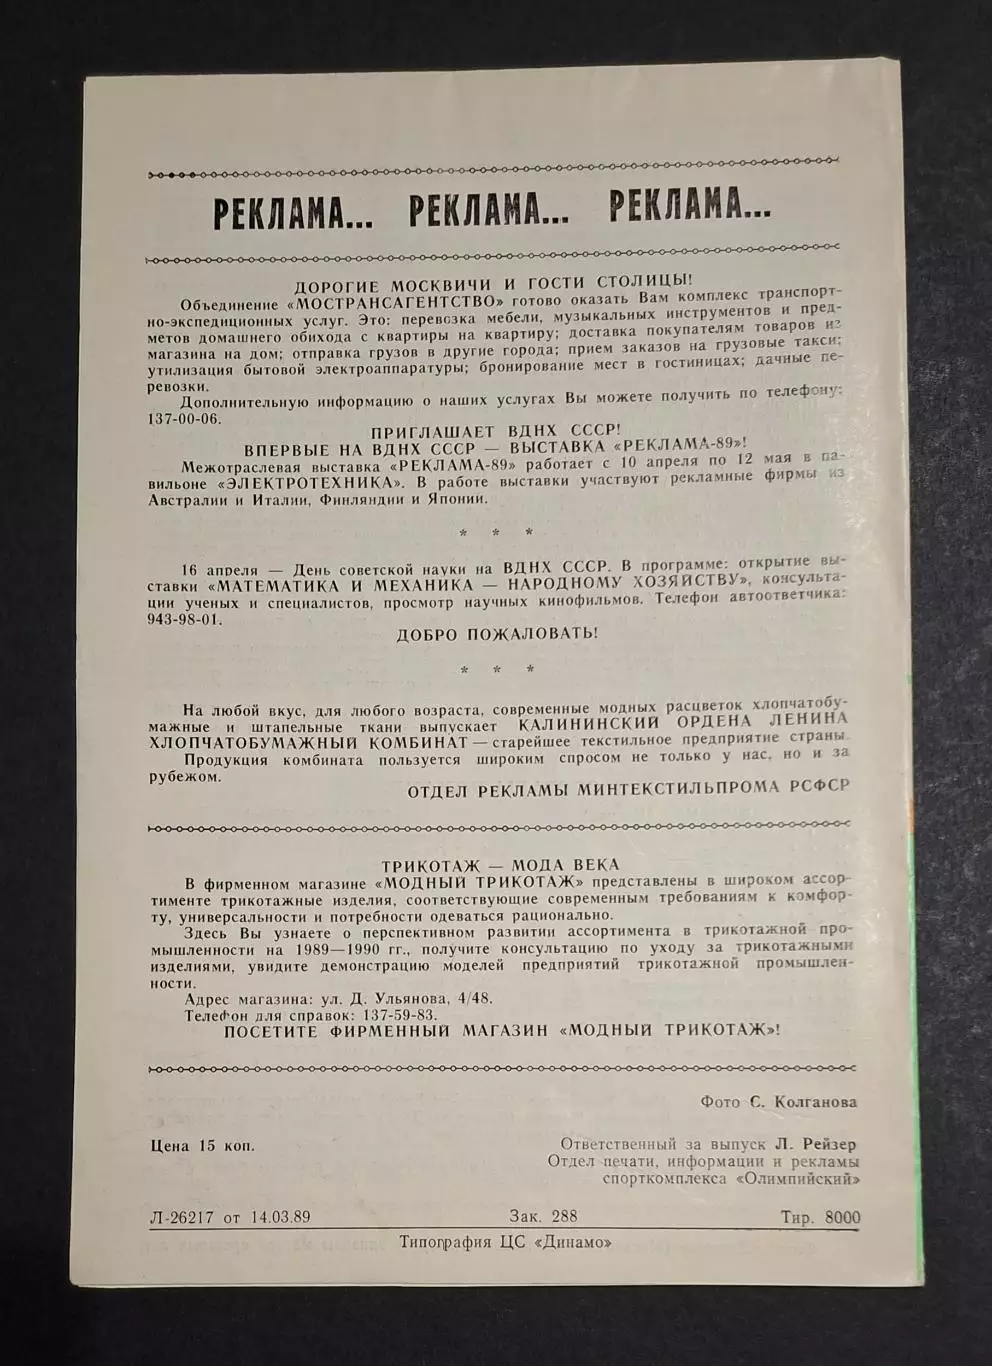 РЕКЛАМА... РЕКЛАМА... РЕКЛАМА...
ДОРОГИЕ МОСКВИЧИ И ГОСТИ СТОЛИЦЫ!
Объединение «МОСТРАНСАГЕНТСТВО» готово оказать Вам комплекс транспорт-
но-экспедиционных услуг. Это: перевозка мебели, музыкальных инструментов и пред-
метов домашнего обихода с квартиры на квартиру; доставка покупателям товаров из
магазина на дом; отправка грузов в другие города; прием заказов на грузовые такси;
утилизация бытовой электроаппаратуры; бронирование мест в гостиницах; дачные пе-
ревозки.
Дополнительную информацию о наших услугах Вы можете получить по телефону:
137-00-06.
ПРИГЛАШАЕТ ВДНХ СССР!
ВПЕРВЫЕ НА ВДНХ СССР — ВЫСТАВКА «РЕКЛАМА-89»!
Межотраслевая выставка «РЕКЛАМА-89» работает с 10 апреля по 12 мая в па-
вильоне «ЭЛЕКТРОТЕХНИКА». В работе выставки участвуют рекламные фирмы из
Австралии и Италии, Финляндии и Японии.
* * *
16 апреля — День советской науки на ВДНХ СССР. В программе: открытие вы-
ставки «МАТЕМАТИКА И МЕХАНИКА — НАРОДНОМУ ХОЗЯЙСТВУ», консульта-
ции ученых и специалистов, просмотр научных кинофильмов. Телефон автоответчика:
943-98-01.
ДОБРО ПОЖАЛОВАТЬ!
* * *
На любой вкус, для любого возраста, современные модных расцветок хлопчатобу-
мажные и штапельные ткани выпускает КАЛИНИНСКИЙ ОРДЕНА ЛЕНИНА
ХЛОПЧАТОБУМАЖНЫЙ КОМБИНАТ — старейшее текстильное предприятие страны.
Продукция комбината пользуется широким спросом не только у нас, но и за
рубежом.
ОТДЕЛ РЕКЛАМЫ МИНТЕКСТИЛЬПРОМА РСФСР
ТРИКОТАЖ — МОДА ВЕКА
В фирменном магазине «МОДНЫЙ ТРИКОТАЖ» представлены в широком ассор-
тименте трикотажные изделия, соответствующие современным требованиям к комфор-
ту, универсальности и потребности одеваться рационально.
Здесь Вы узнаете о перспективном развитии ассортимента в трикотажной про-
мышленности на 1989—1990 гг., получите консультацию по уходу за трикотажными
изделиями, увидите демонстрацию моделей предприятий трикотажной промышлен-
ности.
Адрес магазина: ул. Д. Ульянова, 4/48.
Телефон для справок: 137-59-83.
ПОСЕТИТЕ ФИРМЕННЫЙ МАГАЗИН «МОДНЫЙ ТРИКОТАЖ»!
Фото С. Колганова
Цена 15 коп.
Ответственный за выпуск Л. Рейзер
Отдел печати, информации и рекламы
спорткомплекса «Олимпийский»
Л-26217 от 14.03.89 Зак. 288 Тир. 8000
Типография ЦС «Динамо»